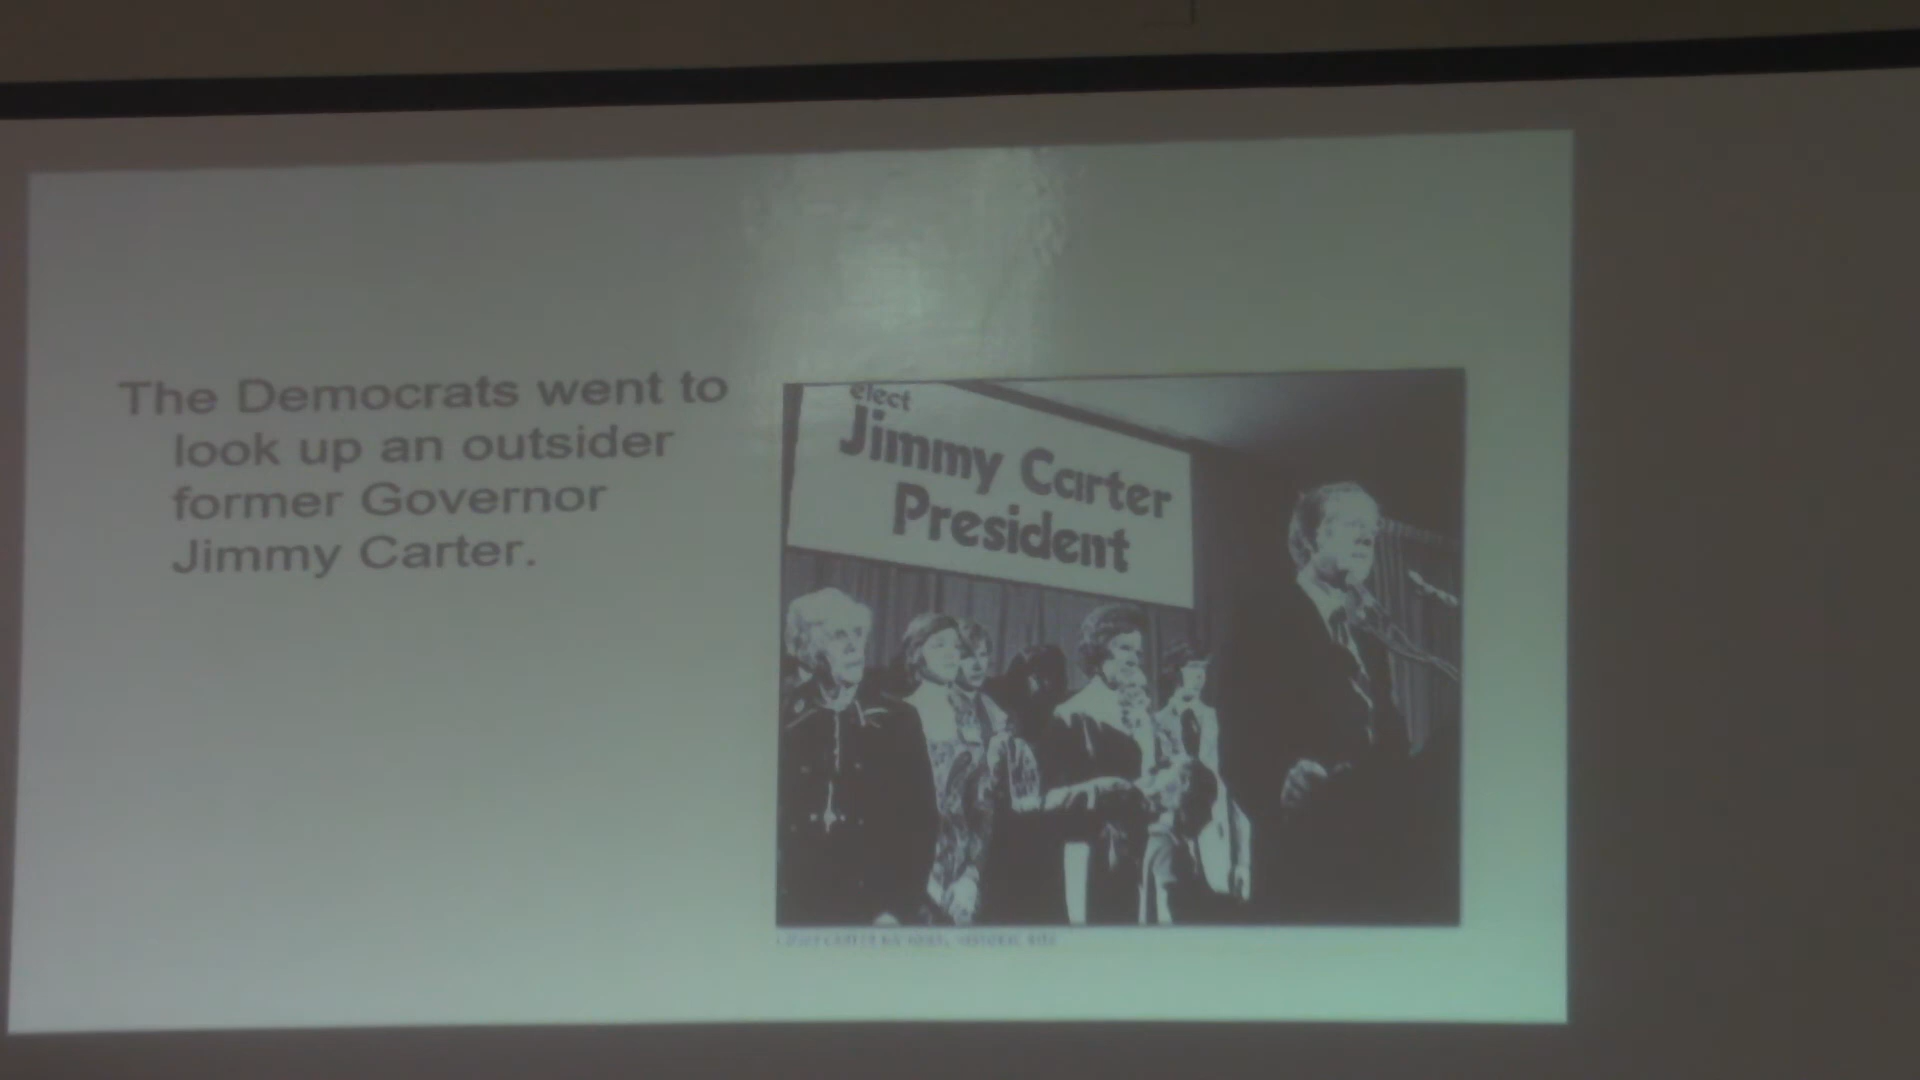 The Democrats went to
look up an outsider
former Governor
Jimmy Carter.
elect
Jimmy Carter
President